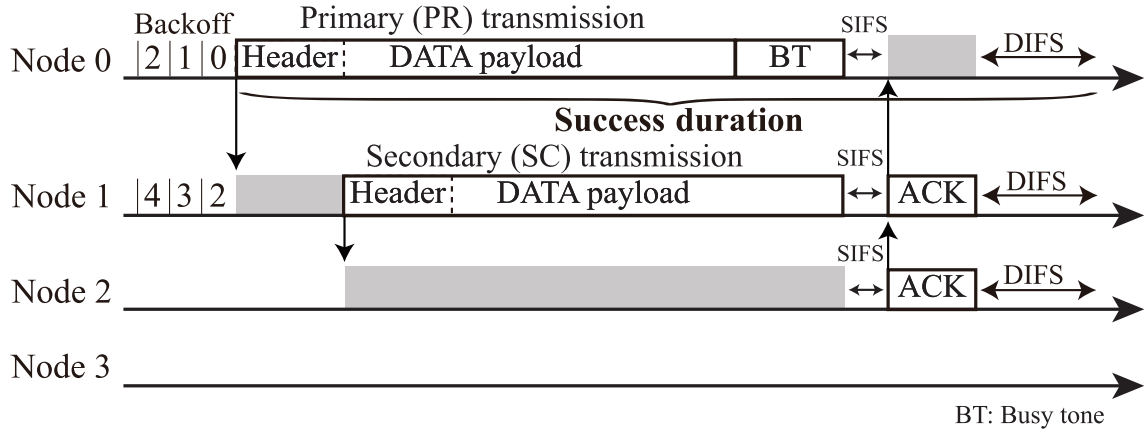 Backoff
Primary (PR) transmission
SIFS
Node 0 2 1 0 Header DATA payload BT DIFS
Success duration
Secondary (SC) transmission SIFS
Node 1 4 3 2 Header DATA payload ACK DIFS
SIFS
Node 2 ACK DIFS
Node 3
BT: Busy tone